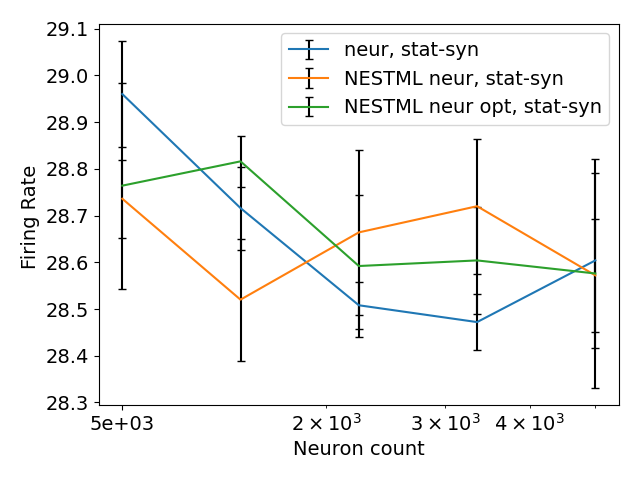 29.1
29.0
28.9
28.8
28.7
28.6
28.5
28.4
28.3
Firing Rate
neur, stat-syn
NESTML neur, stat-syn
NESTML neur opt, stat-syn
5e+03 2 × 10³ 3 × 10³ 4 × 10³
Neuron count